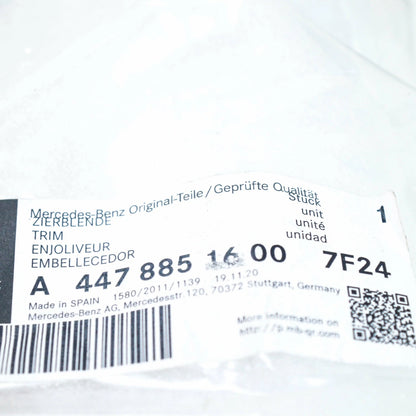 Mercedes-Benz Original-Teile/Geprüfte Qualität
ZIERBLENDE Stück 1
TRIM unit
ENJOLIVEUR unité
EMBELLECEDOR unidad
A 447 885 16 00 7F24
Made in SPAIN 1580/2011/1139 19.11.20
Mercedes-Benz AG, Mercedesstr. 120, 70372 Stuttgart, Germany
More information on
http://p.mb-qr.com